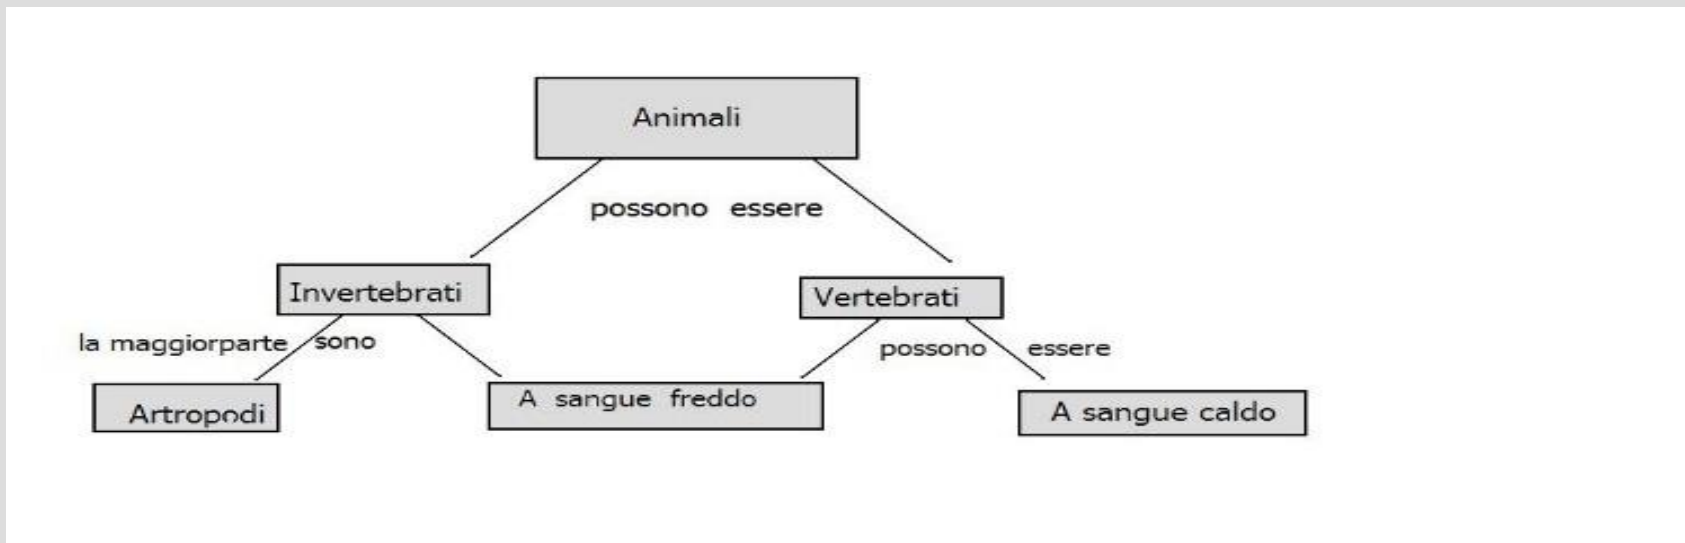 Animali
possono essere
Invertebrati
Vertebrati
la maggiorparte sono
possono essere
Artropodi
A sangue freddo
A sangue caldo